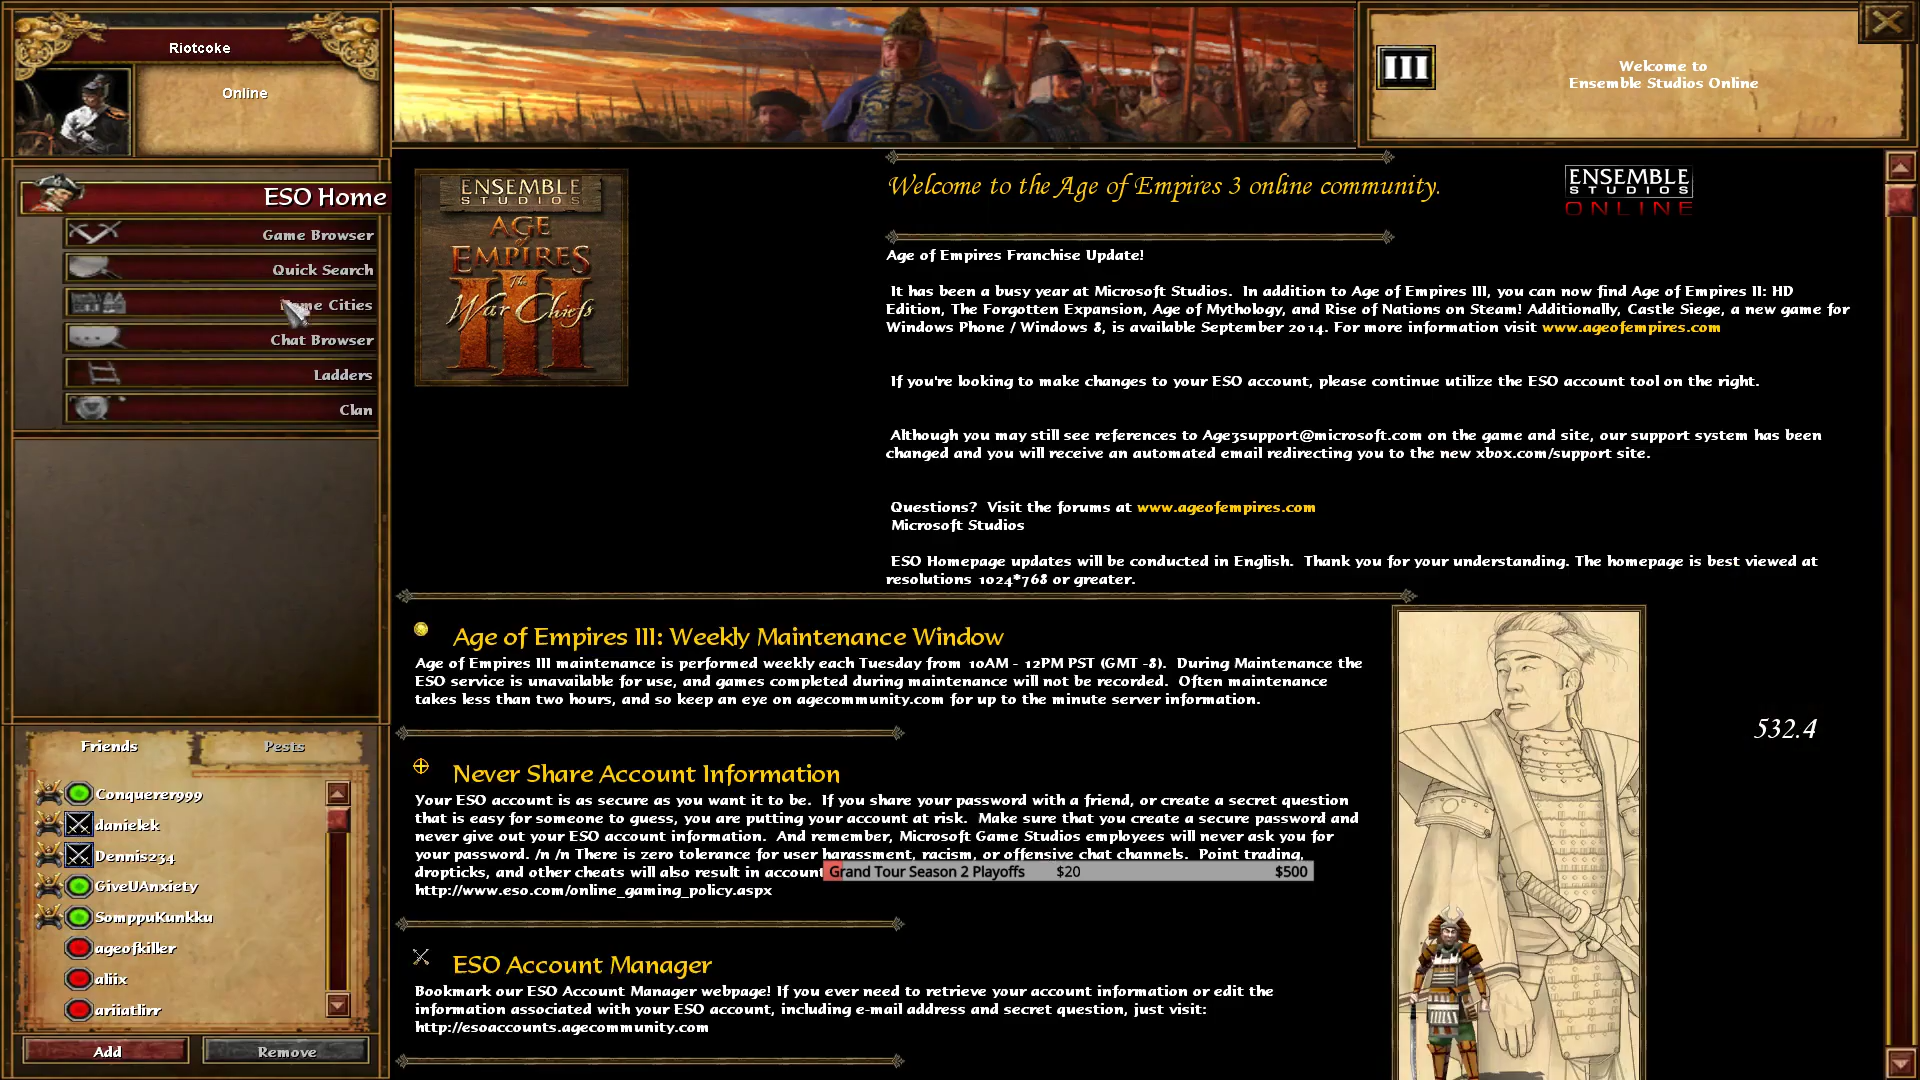 Riotcoke
Online
Welcome to
Ensemble Studios Online
III
ESO Home
Game Browser
Quick Search
me Cities
Chat Browser
Ladders
Clan
ENSEMBLE
STUDIOS
AGE
of
EMPIRES
III
The
War Chiefs
Welcome to the Age of Empires 3 online community.
ENSEMBLE
STUDIOS
ONLINE
Age of Empires Franchise Update!
It has been a busy year at Microsoft Studios. In addition to Age of Empires III, you can now find Age of Empires II: HD
Edition, The Forgotten Expansion, Age of Mythology, and Rise of Nations on Steam! Additionally, Castle Siege, a new game for
Windows Phone / Windows 8, is available September 2014. For more information visit www.ageofempires.com
If you're looking to make changes to your ESO account, please continue utilize the ESO account tool on the right.
Although you may still see references to Age3support@microsoft.com on the game and site, our support system has been
changed and you will receive an automated email redirecting you to the new xbox.com/support site.
Questions? Visit the forums at www.ageofempires.com
Microsoft Studios
ESO Homepage updates will be conducted in English. Thank you for your understanding. The homepage is best viewed at
resolutions 1024*768 or greater.
Age of Empires III: Weekly Maintenance Window
Age of Empires III maintenance is performed weekly each Tuesday from 10AM - 12PM PST (GMT -8). During Maintenance the
ESO service is unavailable for use, and games completed during maintenance will not be recorded. Often maintenance
takes less than two hours, and so keep an eye on agecommunity.com for up to the minute server information.
532.4
Never Share Account Information
Your ESO account is as secure as you want it to be. If you share your password with a friend, or create a secret question
that is easy for someone to guess, you are putting your account at risk. Make sure that you create a secure password and
never give out your ESO account information. And remember, Microsoft Game Studios employees will never ask you for
your password. /n /n There is zero tolerance for user harassment, racism, or offensive chat channels. Point trading,
dropticks, and other cheats will also result in account
Grand Tour Season 2 Playoffs $20 $500
http://www.eso.com/online_gaming_policy.aspx
ESO Account Manager
Bookmark our ESO Account Manager webpage! If you ever need to retrieve your account information or edit the
information associated with your ESO account, including e-mail address and secret question, just visit:
http://esoaccounts.agecommunity.com
Friends
Pests
Conquerer999
danielek
Dennis234
GiveUAnxiety
SomppuKunkku
ageofkiller
aliix
ariiatlirr
Add
Remove